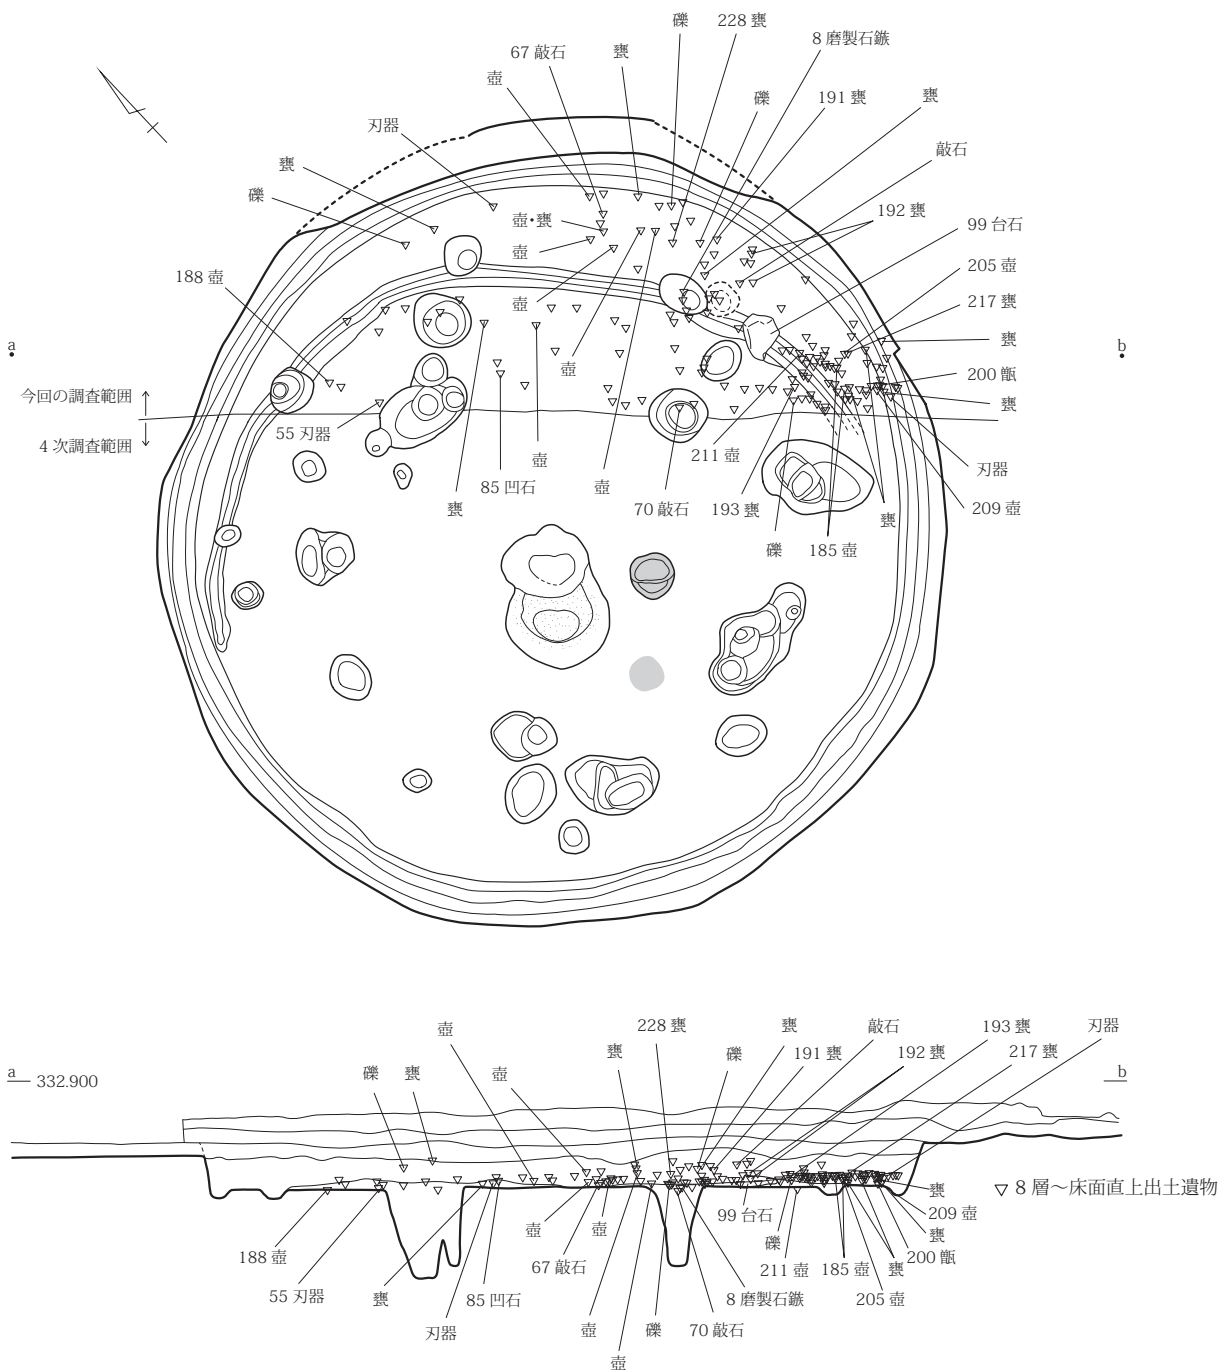 礫
228 甕
8 磨製石鏃
67 敲石
甕
壺
礫
191 甕
甕
刃器
敲石
甕
礫
192 甕
壺・甕
99 台石
壺
205 壺
188 壺
217 甕
壺
a
b
甕
壺
200 甑
今回の調査範囲
甕
55 刃器
4 次調査範囲
211 壺
壺
刃器
85 凹石
壺
甕
70 敲石
193 甕
209 壺
甕
礫
185 壺
壺
228 甕
甕
敲石
193 甕
刃器
甕
礫
191 甕
192 甕
217 甕
a
332.900
礫
甕
壺
b
甕
8 層～床面直上出土遺物
99 台石
209 壺
壺
壺
甕
188 壺
67 敲石
礫
200 甑
211 壺
185 壺
甕
55 刃器
甕
85 凹石
8 磨製石鏃
205 壺
刃器
壺
礫
70 敲石
壺